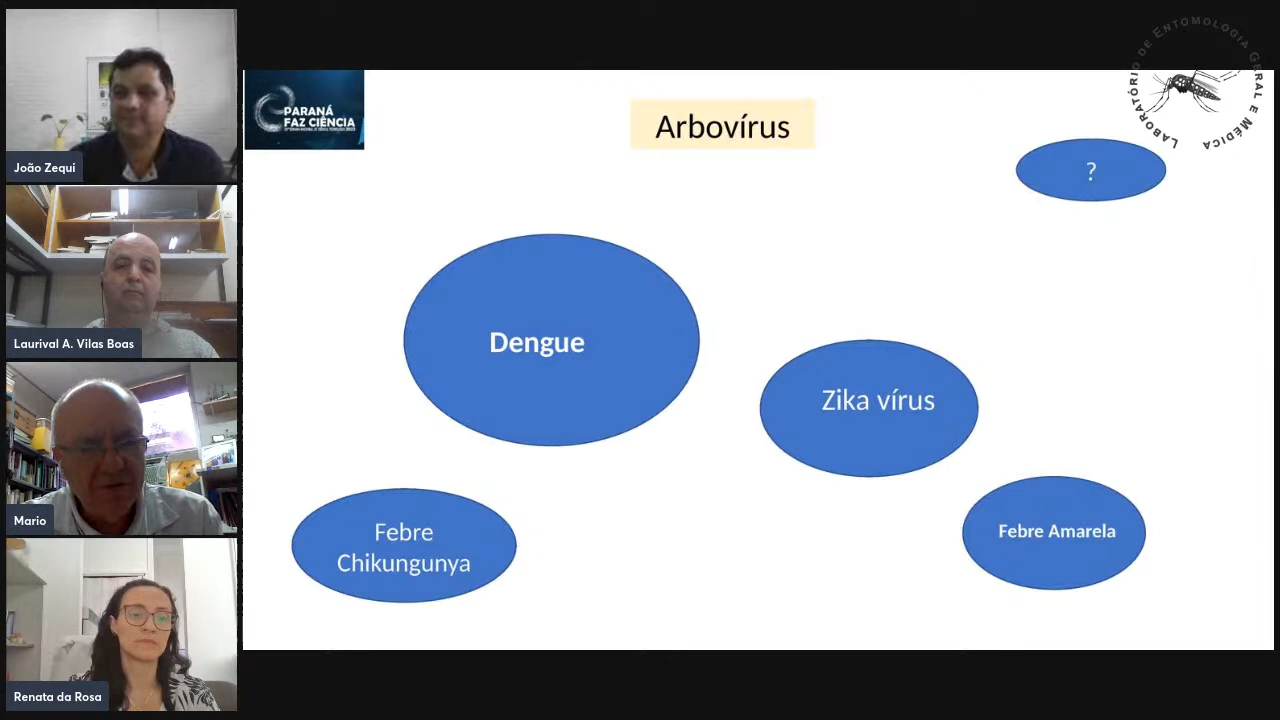 João Zequi
Laurival A. Vilas Boas
Mario
Renata da Rosa
PARANÁ
FAZ CIÊNCIA
Arbovírus
LABORATÓRIO DE ENTOMOLOGIA GERAL E MÉDICA
?
Dengue
Zika vírus
Febre
Chikungunya
Febre Amarela